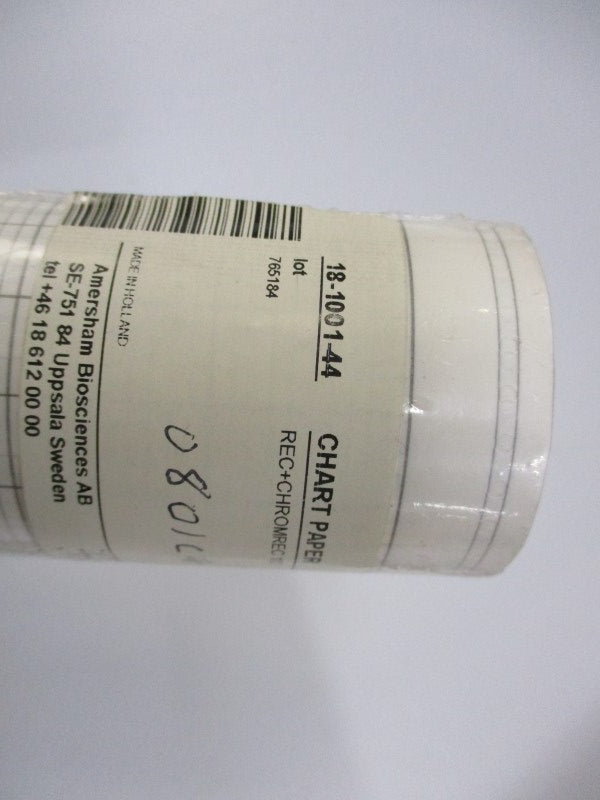 18-1001-44 CHART PAPER
lot REC+CHROMREC
765184
MADE IN HOLLAND
Amersham Biosciences AB
SE-751 84 Uppsala Sweden
tel +46 18 612 00 00